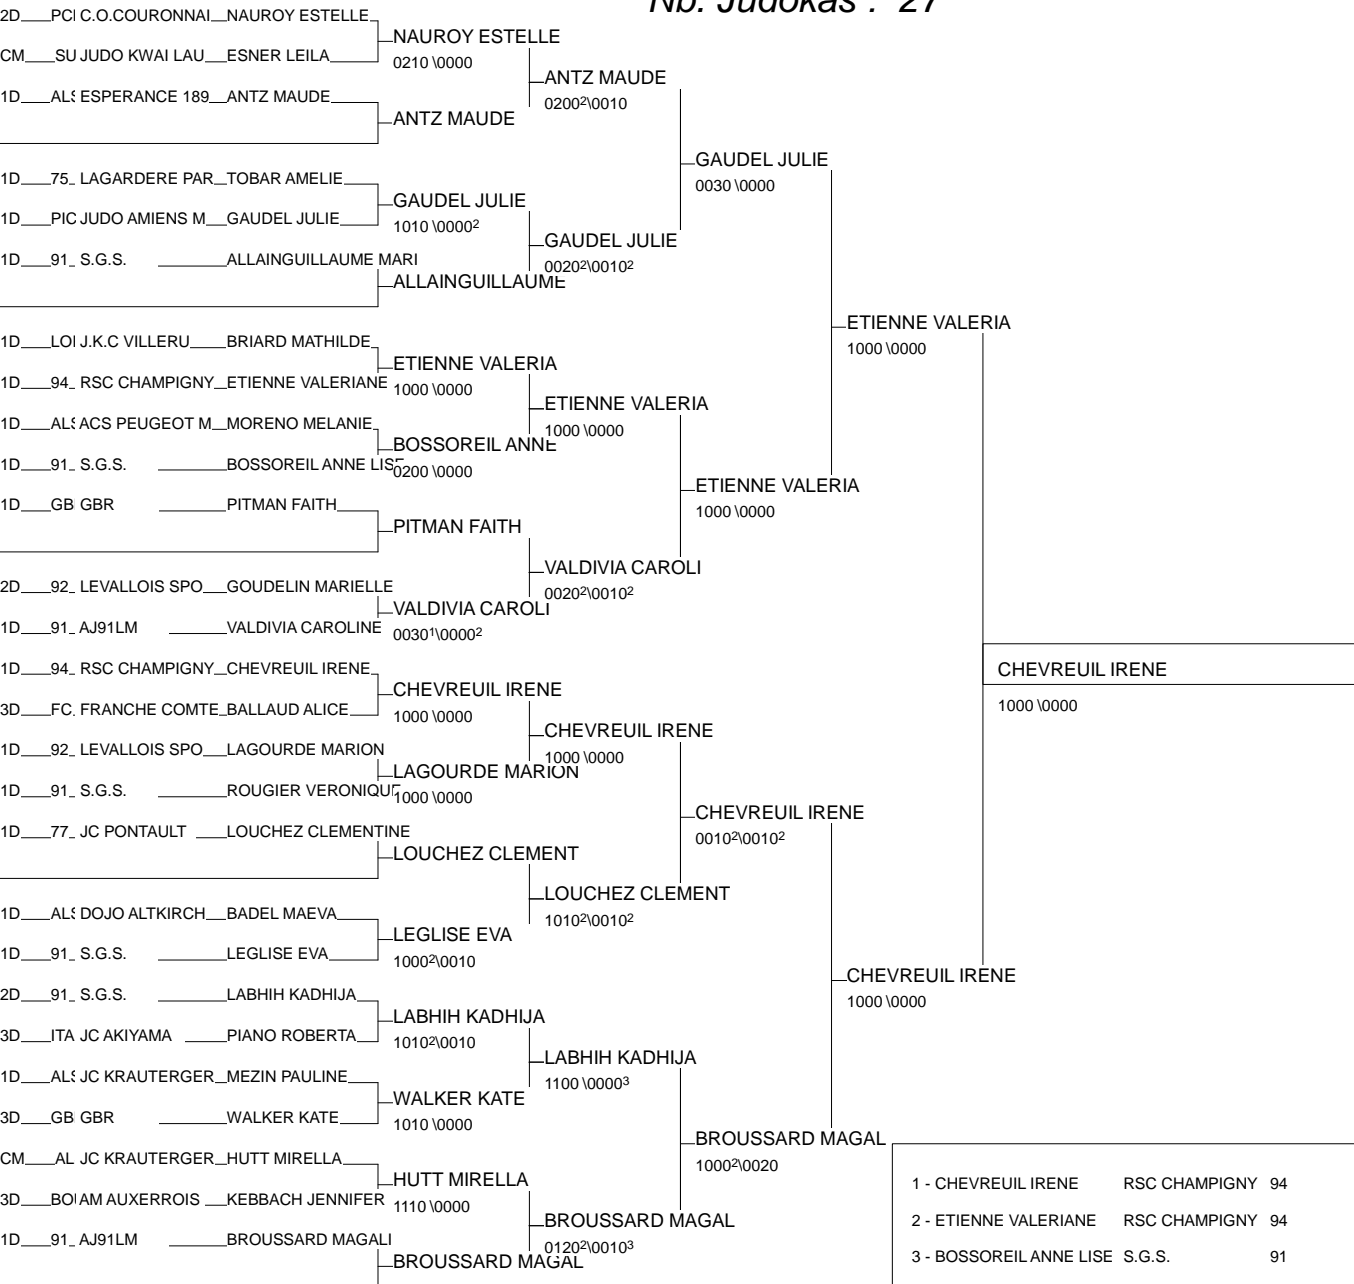 Nb. Judokas : 27
2D PCI C.O.COURONNAI NAUROY ESTELLE
NAUROY ESTELLE
0210 \0000
CM SU JUDO KWAI LAU ESNER LEILA
ANTZ MAUDE
0200²\0010
1D ALS ESPERANCE 189 ANTZ MAUDE
ANTZ MAUDE
GAUDEL JULIE
0030 \0000
1D 75 LAGARDERE PAR TOBAR AMELIE
GAUDEL JULIE
1010 \0000²
1D PIC JUDO AMIENS M GAUDEL JULIE
GAUDEL JULIE
0020²\0010²
1D 91 S.G.S. ALLAINGUILLAUME MARI
ALLAINGUILLAUME
ETIENNE VALERIA
1000 \0000
1D LOI J.K.C VILLERU BRIARD MATHILDE
ETIENNE VALERIA
1000 \0000
1D 94 RSC CHAMPIGNY ETIENNE VALERIANE
ETIENNE VALERIA
1000 \0000
1D ALS ACS PEUGEOT M MORENO MELANIE
BOSSOREIL ANNE
0200 \0000
1D 91 S.G.S. BOSSOREIL ANNE LISE
ETIENNE VALERIA
1000 \0000
1D GB GBR PITMAN FAITH
PITMAN FAITH
VALDIVIA CAROLI
0020²\0010²
2D 92 LEVALLOIS SPO GOUDELIN MARIELLE
VALDIVIA CAROLI
0030¹\0000²
1D 91 AJ91LM VALDIVIA CAROLINE
1D 94 RSC CHAMPIGNY CHEVREUIL IRENE
CHEVREUIL IRENE
1000 \0000
CHEVREUIL IRENE
1000 \0000
3D FC FRANCHE COMTE BALLAUD ALICE
CHEVREUIL IRENE
1000 \0000
1D 92 LEVALLOIS SPO LAGOURDE MARION
LAGOURDE MARION
1000 \0000
1D 91 S.G.S. ROUGIER VERONIQUE
CHEVREUIL IRENE
0010²\0010²
1D 77 JC PONTAULT LOUCHEZ CLEMENTINE
LOUCHEZ CLEMENT
LOUCHEZ CLEMENT
1010²\0010²
1D ALS DOJO ALTKIRCH BADEL MAEVA
LEGLISE EVA
1000²\0010
1D 91 S.G.S. LEGLISE EVA
CHEVREUIL IRENE
1000 \0000
2D 91 S.G.S. LABHIH KADHIJA
LABHIH KADHIJA
1010²\0010
3D ITA JC AKIYAMA PIANO ROBERTA
LABHIH KADHIJA
1100 \0000³
1D ALS JC KRAUTERGER MEZIN PAULINE
WALKER KATE
1010 \0000
3D GB GBR WALKER KATE
BROUSSARD MAGAL
1000²\0020
CM AL JC KRAUTERGER HUTT MIRELLA
HUTT MIRELLA
1110 \0000
3D BOI AM AUXERROIS KEBBACH JENNIFER
BROUSSARD MAGAL
0120²\0010³
1D 91 AJ91LM BROUSSARD MAGALI
BROUSSARD MAGAL
1 - CHEVREUIL IRENE RSC CHAMPIGNY 94
2 - ETIENNE VALERIANE RSC CHAMPIGNY 94
3 - BOSSOREIL ANNE LISE S.G.S. 91